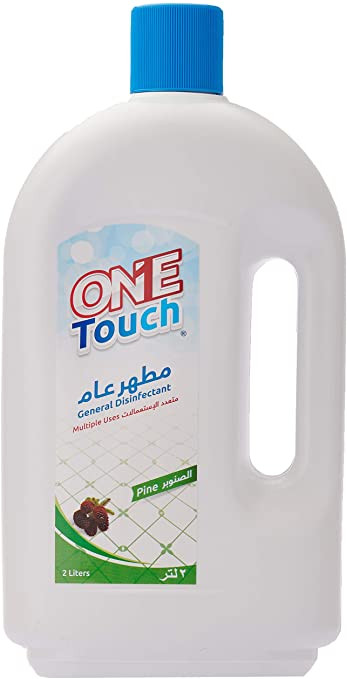 ONE
Touch®
مطهر عام
General Disinfectant
متعدد الإستعمالات
Multiple Uses
Pine الصنوبر
2 Liters
٢ لتر